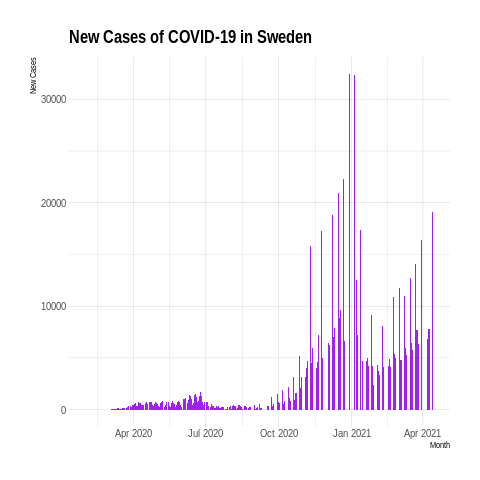 New Cases of COVID-19 in Sweden
New Cases
30000
20000
10000
0
Apr 2020 Jul 2020 Oct 2020 Jan 2021 Apr 2021
Month